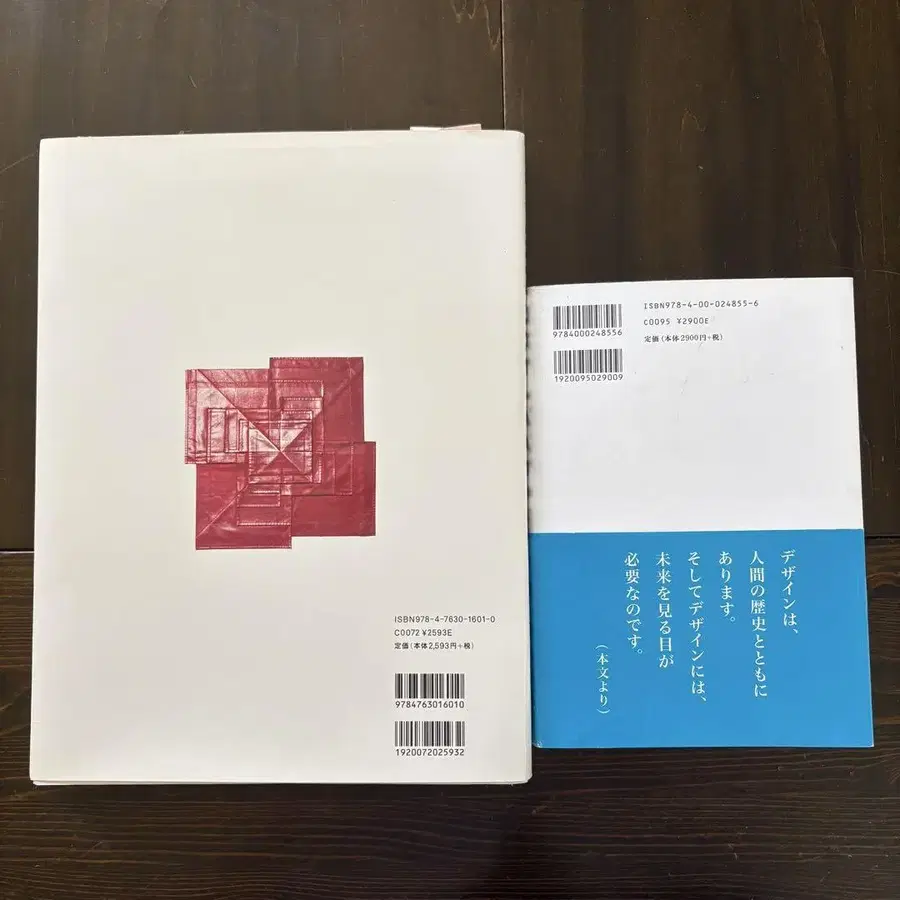 ISBN978-4-7630-1601-0
C0072 ¥2593E
定価(本体2,593円+税)
9784763016010
1920072025932
9784000248556
1920095029009
ISBN978-4-00-024855-6
C0095 ¥2900E
定価(本体2900円+税)
デザインは、
人間の歴史とともに
あります。
そしてデザインには、
未来を見る目が
必要なのです。
(本文より)